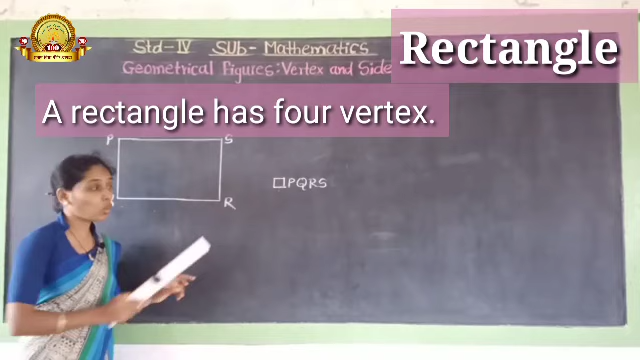 Std-IV SUb- Mathematics
Rectangle
Geometrical Figures: Vertex and Side
A rectangle has four vertex.
P S
□PQRS
R